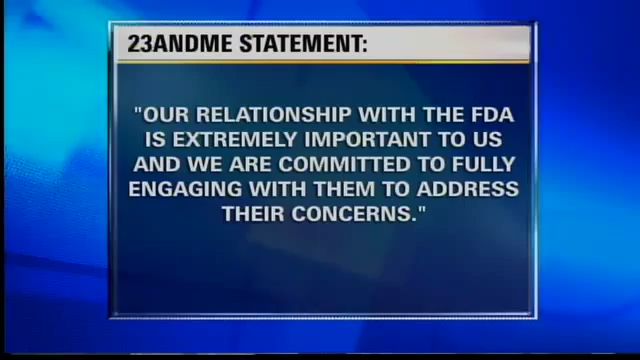 23ANDME STATEMENT:
"OUR RELATIONSHIP WITH THE FDA
IS EXTREMELY IMPORTANT TO US
AND WE ARE COMMITTED TO FULLY
ENGAGING WITH THEM TO ADDRESS
THEIR CONCERNS."